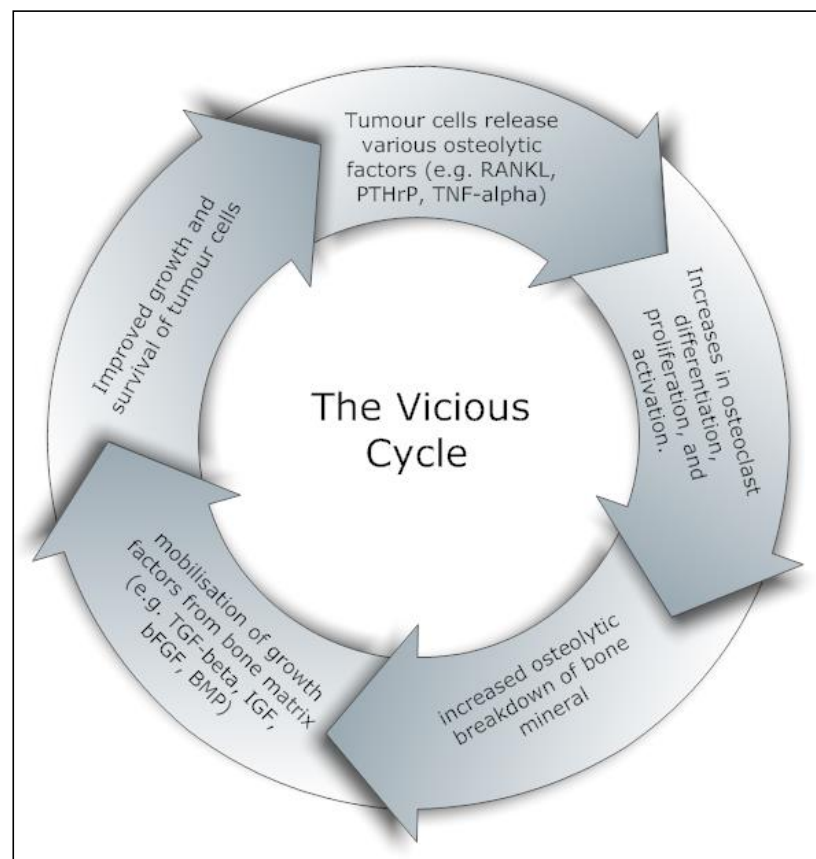 Tumour cells release
various osteolytic
factors (e.g. RANKL,
PTHrP, TNF-alpha)
Increases in osteoclast
differentiation,
proliferation, and
activation.
increased osteolytic
breakdown of bone
mineral
mobilisation of growth
factors from bone matrix
(e.g. TGF-beta, IGF,
bFGF, BMP)
Improved growth and
survival of tumour cells
The Vicious
Cycle